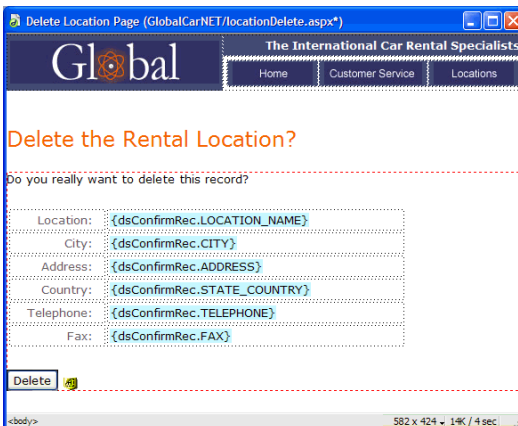 Delete Location Page (GlobalCarNET/locationDelete.aspx*)
Global
The International Car Rental Specialists
Home Customer Service Locations
Delete the Rental Location?
Do you really want to delete this record?
Location: {dsConfirmRec.LOCATION_NAME}
City: {dsConfirmRec.CITY}
Address: {dsConfirmRec.ADDRESS}
Country: {dsConfirmRec.STATE_COUNTRY}
Telephone: {dsConfirmRec.TELEPHONE}
Fax: {dsConfirmRec.FAX}
Delete
<body> 582 x 424 14K / 4 sec